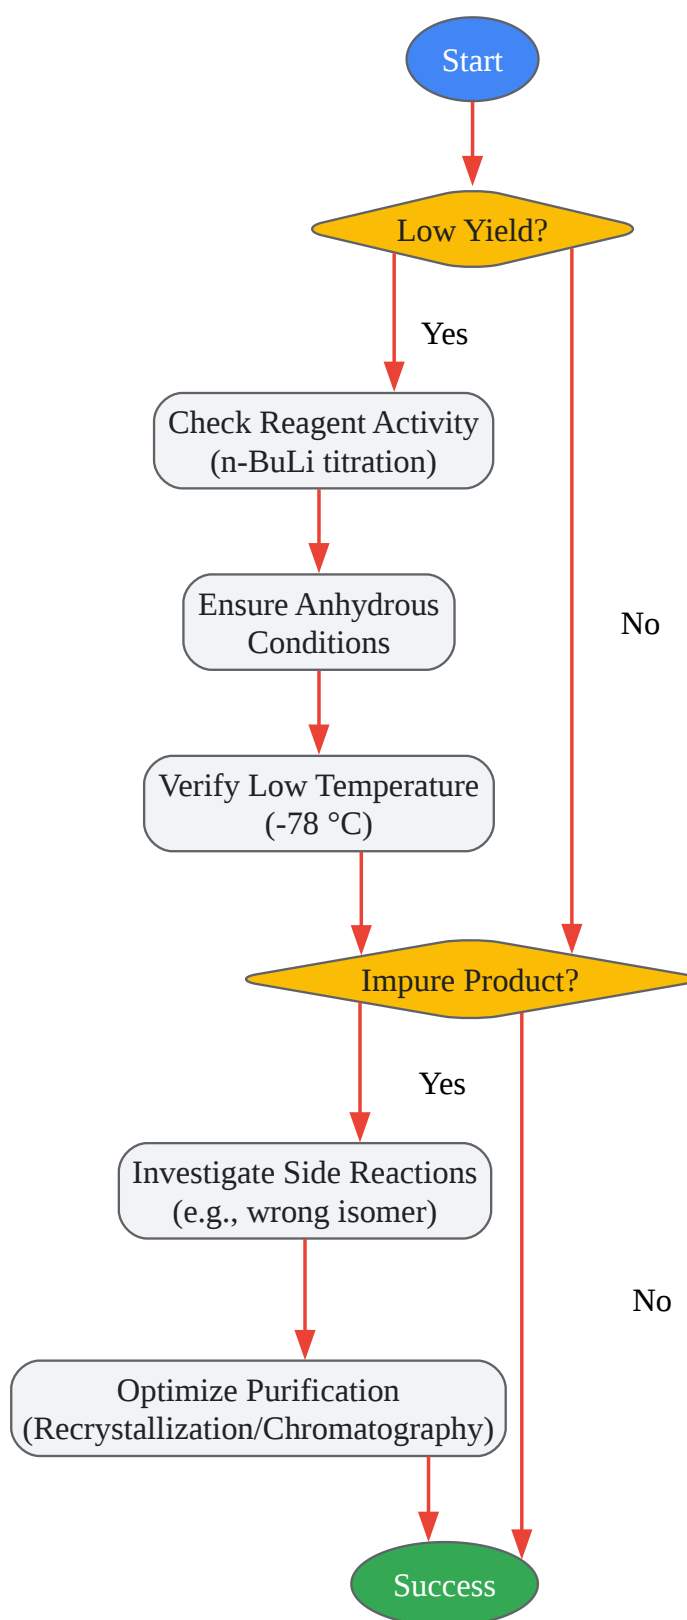 Start
Low Yield?
Yes
Check Reagent Activity
(n-BuLi titration)
Ensure Anhydrous
Conditions
No
Verify Low Temperature
(-78 °C)
Impure Product?
Yes
Investigate Side Reactions
(e.g., wrong isomer)
No
Optimize Purification
(Recrystallization/Chromatography)
Success